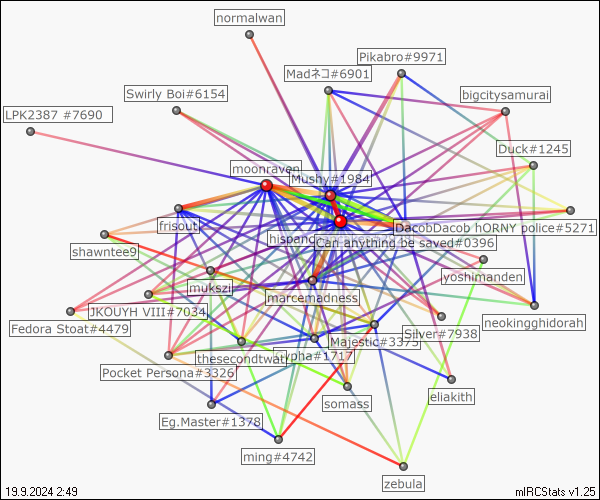 normalwan
Pikabro#9971
Madネコ#6901
Swirly Boi#6154
bigcitysamurai
LPK2387 #7690
Duck#1245
moonraven
Mushy#1984
frisout
DacobDacob hORNY police#5271
hispano
Can anything be saved#0396
shawntee9
yoshimanden
mukszi
marcemadness
JKOUYH VIII#7034
neokingghidorah
Fedora Stoat#4479
Silver#7938
Majestic#3375
thesecondtwat
cypha#1717
Pocket Persona#3326
eliakith
somass
Eg.Master#1378
ming#4742
zebula
19.9.2024 2:49
mIRCStats v1.25